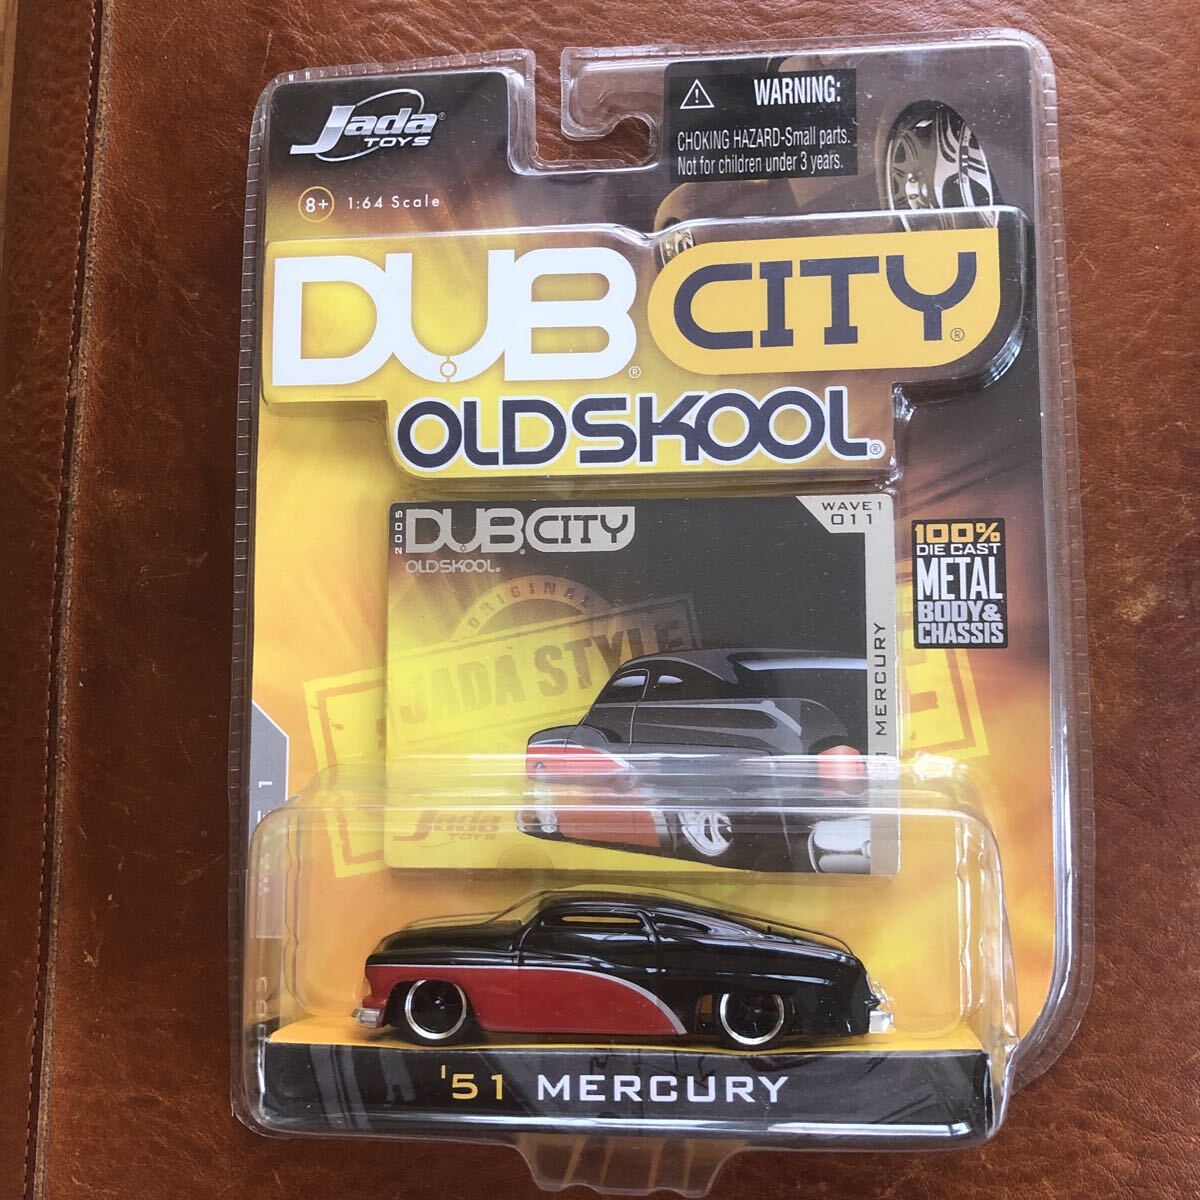 Jada®
TOYS
WARNING:
CHOKING HAZARD-Small parts.
Not for children under 3 years.
8+ 1:64 Scale
DUB® CITY®
OLDSKOOL®
2005
DUB® CITY
OLDSKOOL®
WAVE 1
011
ORIGINAL
JADA STYLE
MERCURY
Jada
TOYS
100%
DIE CAST
METAL
BODY&
CHASSIS
1
'51 MERCURY